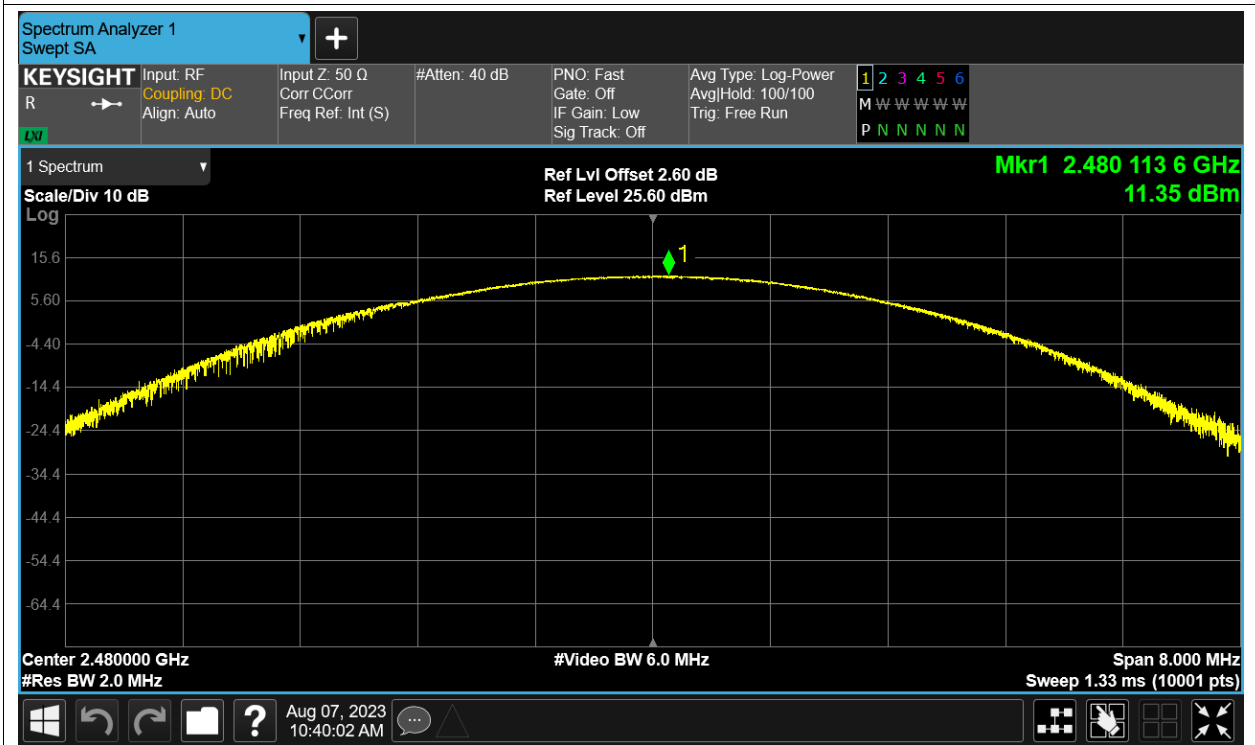 Spectrum Analyzer 1
Swept SA
KEYSIGHT
R
LXI
Input: RF
Coupling: DC
Align: Auto
Input Z: 50 Ω
Corr CCorr
Freq Ref: Int (S)
#Atten: 40 dB
PNO: Fast
Gate: Off
IF Gain: Low
Sig Track: Off
Avg Type: Log-Power
Avg|Hold: 100/100
Trig: Free Run
1 2 3 4 5 6
M W W W W W
P N N N N N
1 Spectrum
Scale/Div 10 dB
Ref Lvl Offset 2.60 dB
Ref Level 25.60 dBm
Mkr1 2.480 113 6 GHz
11.35 dBm
Log
1
15.6
5.60
-4.40
-14.4
-24.4
-34.4
-44.4
-54.4
-64.4
Center 2.480000 GHz
#Res BW 2.0 MHz
#Video BW 6.0 MHz
Span 8.000 MHz
Sweep 1.33 ms (10001 pts)
?
Aug 07, 2023
10:40:02 AM